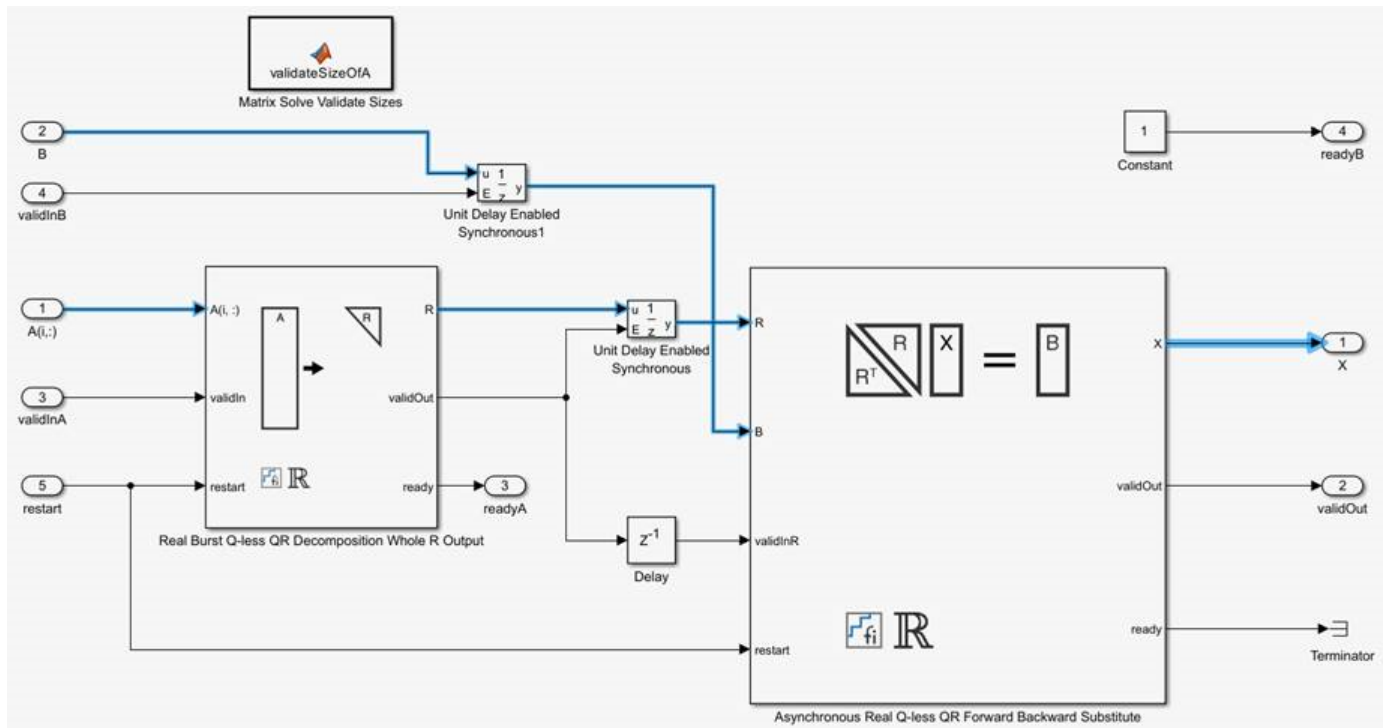 validateSizeOfA
Matrix Solve Validate Sizes
2
B
4
validInB
u 1
E z y
Unit Delay Enabled
Synchronous1
1
Constant
4
readyB
1
A(i,:)
3
validInA
5
restart
A(i, :)
validIn
restart
A
R
fi ℝ
R
validOut
ready
Real Burst Q-less QR Decomposition Whole R Output
3
readyA
u 1
E z y
Unit Delay Enabled
Synchronous
z-1
Delay
R
B
validInR
restart
R
RT
X
=
B
fi ℝ
X
validOut
ready
Asynchronous Real Q-less QR Forward Backward Substitute
1
X
2
validOut
Terminator